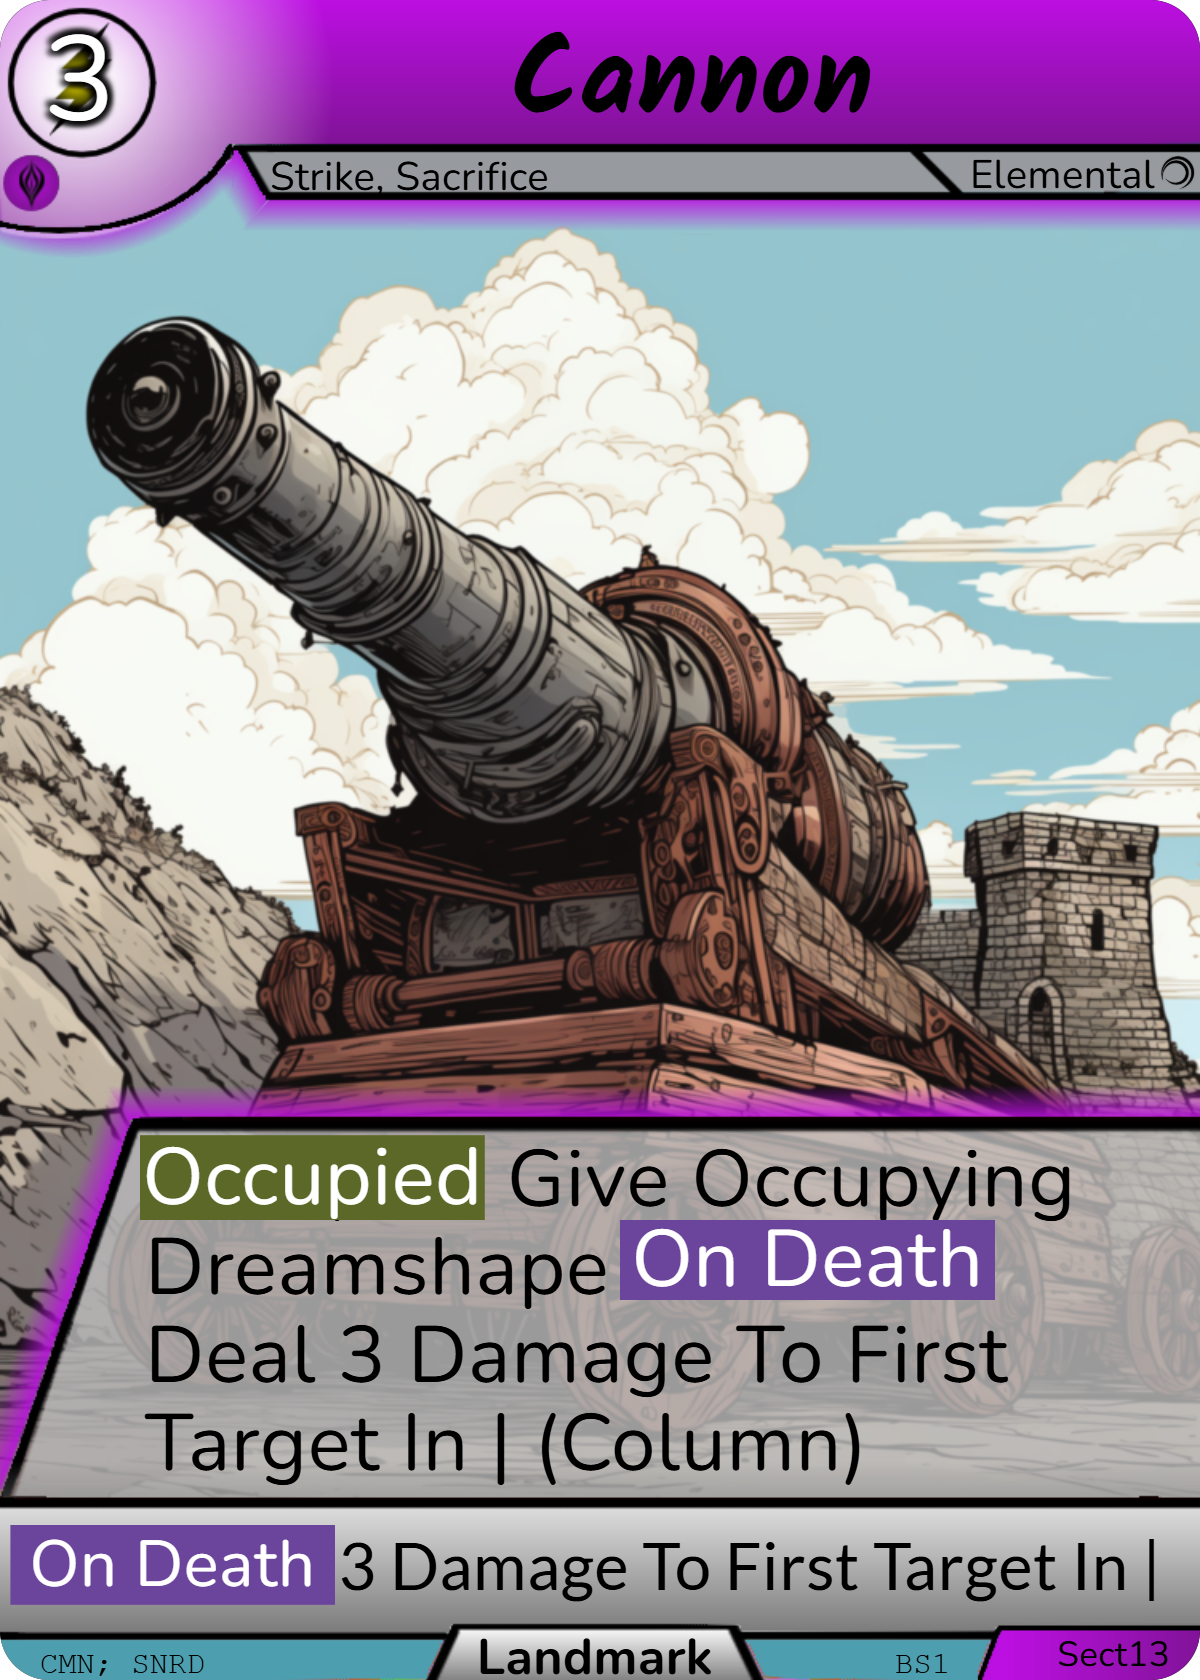 3
Cannon
Strike, Sacrifice
Elemental
Occupied Give Occupying
Dreamshape On Death
Deal 3 Damage To First
Target In | (Column)
On Death 3 Damage To First Target In |
CMN; SNRD
Landmark
BS1
Sect13